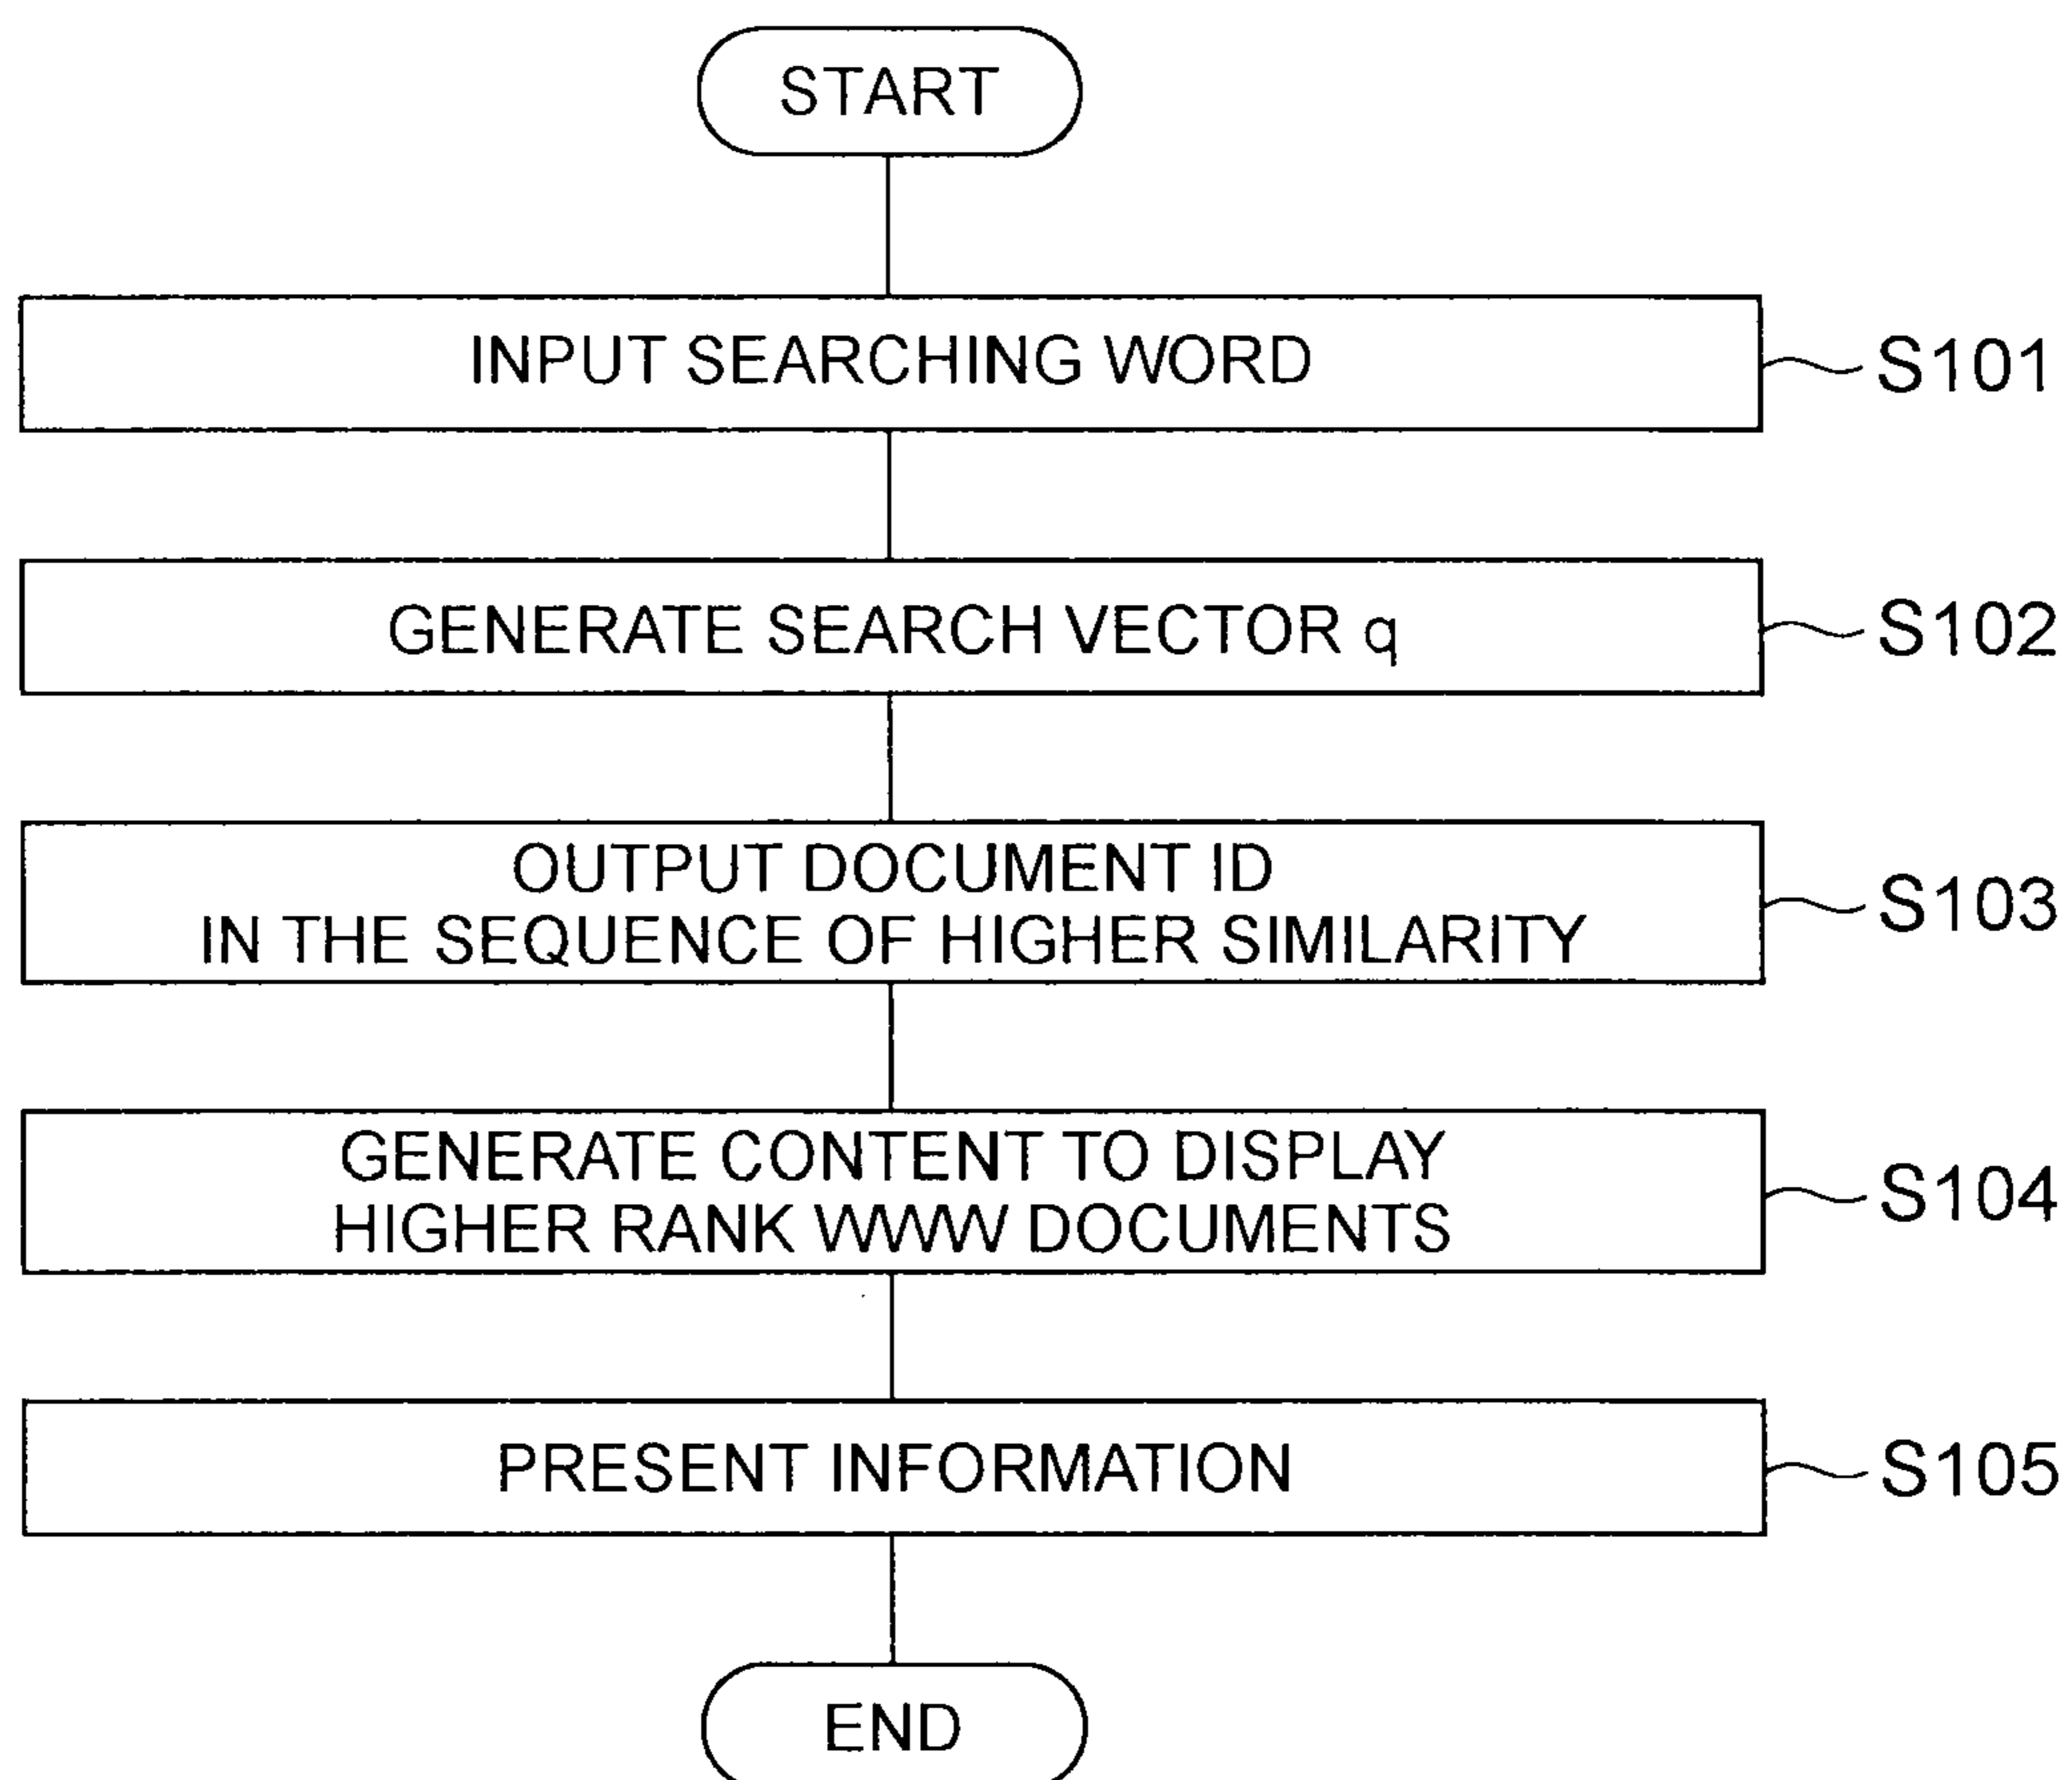 START
INPUT SEARCHING WORD
S101
GENERATE SEARCH VECTOR q
S102
OUTPUT DOCUMENT ID
IN THE SEQUENCE OF HIGHER SIMILARITY
S103
GENERATE CONTENT TO DISPLAY
HIGHER RANK WWW DOCUMENTS
S104
PRESENT INFORMATION
S105
END